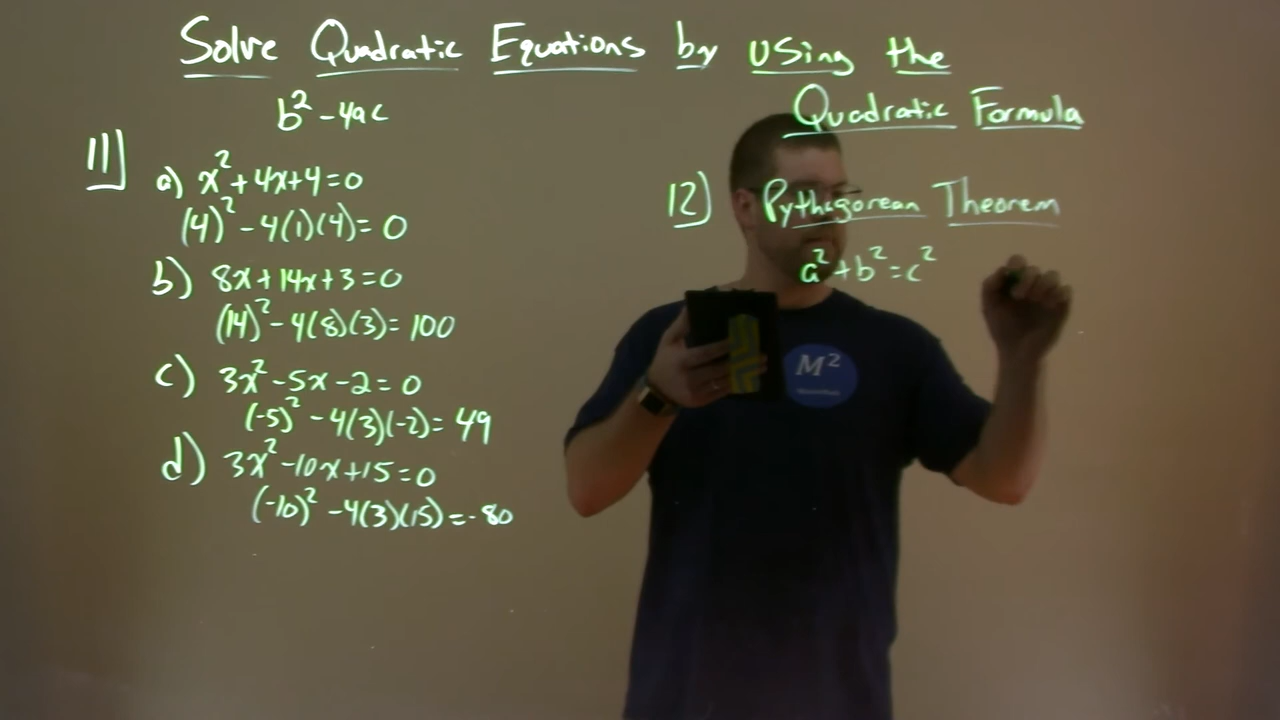 Solve Quadratic Equations by Using the
Quadratic Formula
b² - 4ac
11]
a) x² + 4x + 4 = 0
(4)² - 4(1)(4) = 0
b) 8x + 14x + 3 = 0
(14)² - 4(8)(3) = 100
c) 3x² - 5x - 2 = 0
(-5)² - 4(3)(-2) = 49
d) 3x² - 10x + 15 = 0
(-10)² - 4(3)(15) = -80
12) Pythagorean Theorem
a² + b² = c²
M²